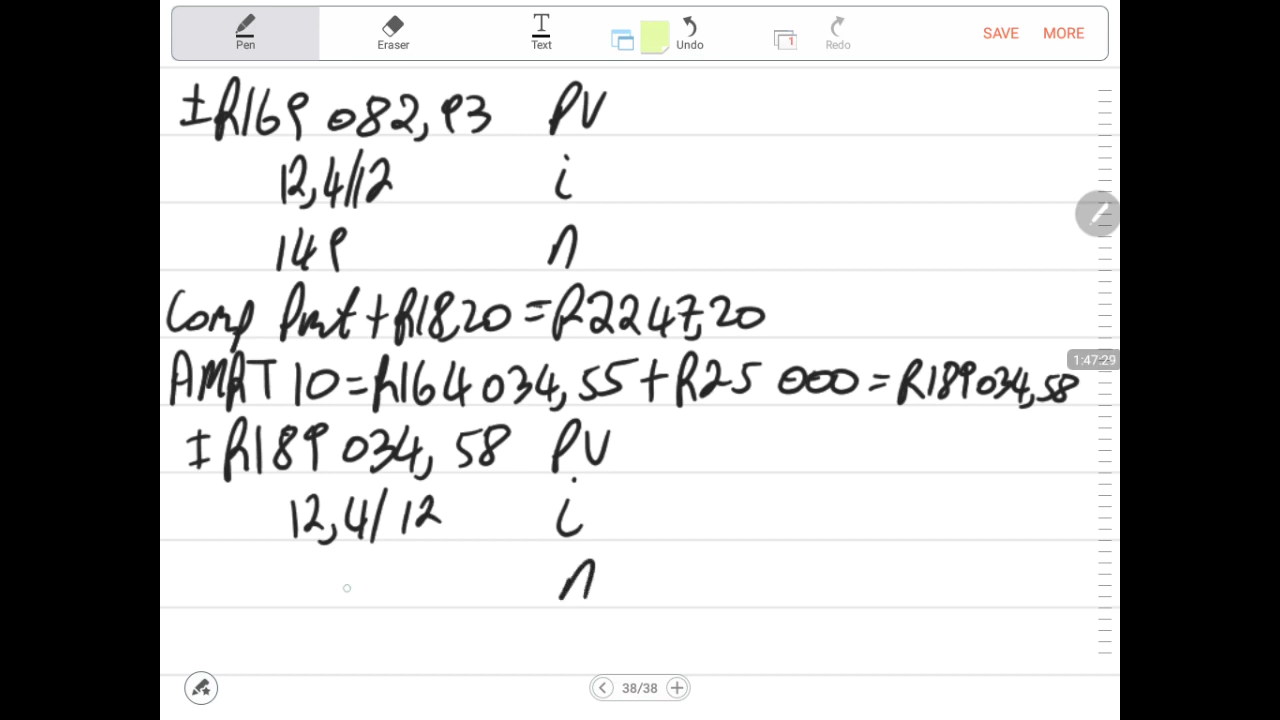 Pen Eraser Text Undo 1 Redo SAVE MORE
±R169 082,93 PV
12,4//12 i
149 n
Comp Pmt + R18,20 = R2247,20
1:47:29
AMRT 10 = R164 034,55 + R25 000 = R189 034,58
±R189 034, 58 PV
12,4/12 i
n
38/38